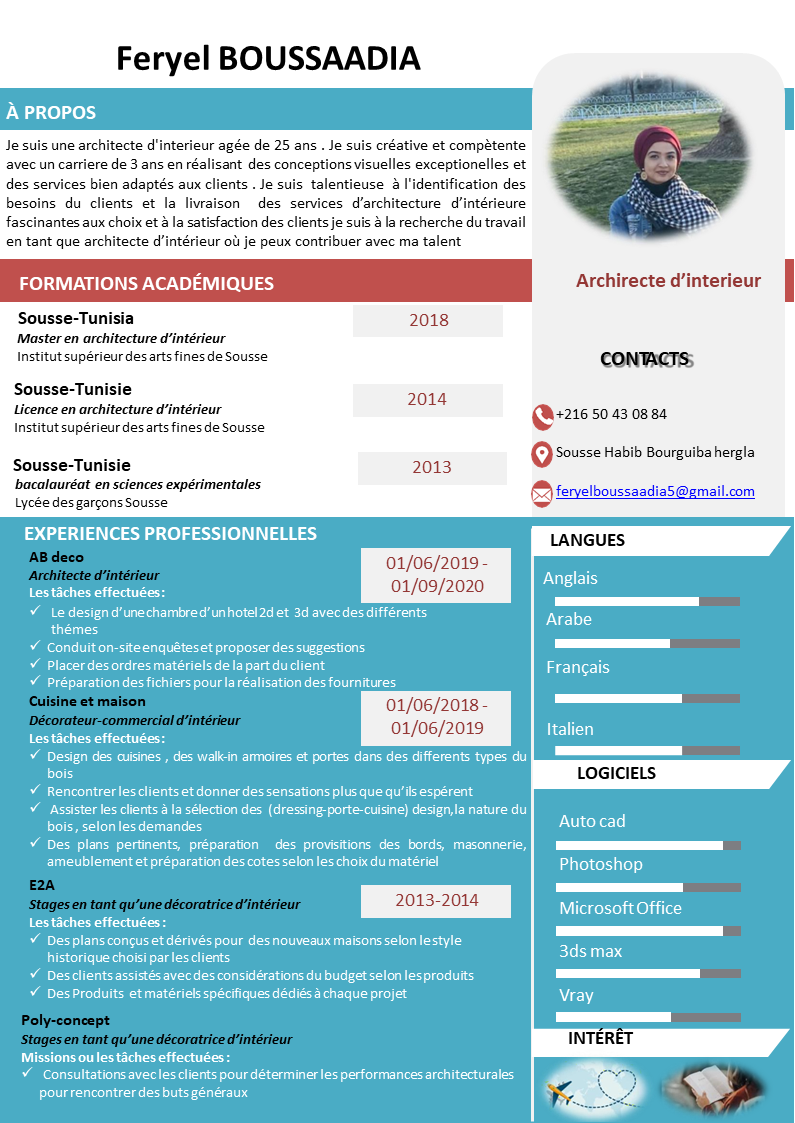 Feryel BOUSSAADIA
À PROPOS
Je suis une architecte d'interieur agée de 25 ans . Je suis créative et compètente
avec un carriere de 3 ans en réalisant des conceptions visuelles exceptionelles et
des services bien adaptés aux clients . Je suis talentieuse à l'identification des
besoins du clients et la livraison des services d’architecture d’intérieure
fascinantes aux choix et à la satisfaction des clients je suis à la recherche du travail
en tant que architecte d’intérieur où je peux contribuer avec ma talent
FORMATIONS ACADÉMIQUES
Sousse-Tunisia
2018
Master en architecture d’intérieur
Institut supérieur des arts fines de Sousse
Sousse-Tunisie
2014
Licence en architecture d’intérieur
Institut supérieur des arts fines de Sousse
Sousse-Tunisie
2013
bacalauréat en sciences expérimentales
Lycée des garçons Sousse
EXPERIENCES PROFESSIONNELLES
AB deco
01/06/2019 -
01/09/2020
Architecte d’intérieur
Les tâches effectuées :
✓ Le design d’une chambre d’un hotel 2d et 3d avec des différents
thémes
✓ Conduit on-site enquêtes et proposer des suggestions
✓ Placer des ordres matériels de la part du client
✓ Préparation des fichiers pour la réalisation des fournitures
Cuisine et maison
01/06/2018 -
01/06/2019
Décorateur-commercial d’intérieur
Les tâches effectuées :
✓ Design des cuisines , des walk-in armoires et portes dans des differents types du
bois
✓ Rencontrer les clients et donner des sensations plus que qu’ils espérent
✓ Assister les clients à la sélection des (dressing-porte-cuisine) design,la nature du
bois , selon les demandes
✓ Des plans pertinents, préparation des provisitions des bords, masonnerie,
ameublement et préparation des cotes selon les choix du matériel
E2A
2013-2014
Stages en tant qu’une décoratrice d’intérieur
Les tâches effectuées :
✓ Des plans conçus et dérivés pour des nouveaux maisons selon le style
historique choisi par les clients
✓ Des clients assistés avec des considérations du budget selon les produits
✓ Des Produits et matériels spécifiques dédiés à chaque projet
Poly-concept
Stages en tant qu’une décoratrice d’intérieur
Missions ou les tâches effectuées :
✓ Consultations avec les clients pour déterminer les performances architecturales
pour rencontrer des buts généraux
Archirecte d’interieur
CONTACTS
+216 50 43 08 84
Sousse Habib Bourguiba hergla
feryelboussaadia5@gmail.com
LANGUES
Anglais
Arabe
Français
Italien
LOGICIELS
Auto cad
Photoshop
Microsoft Office
3ds max
Vray
INTÉRÊT